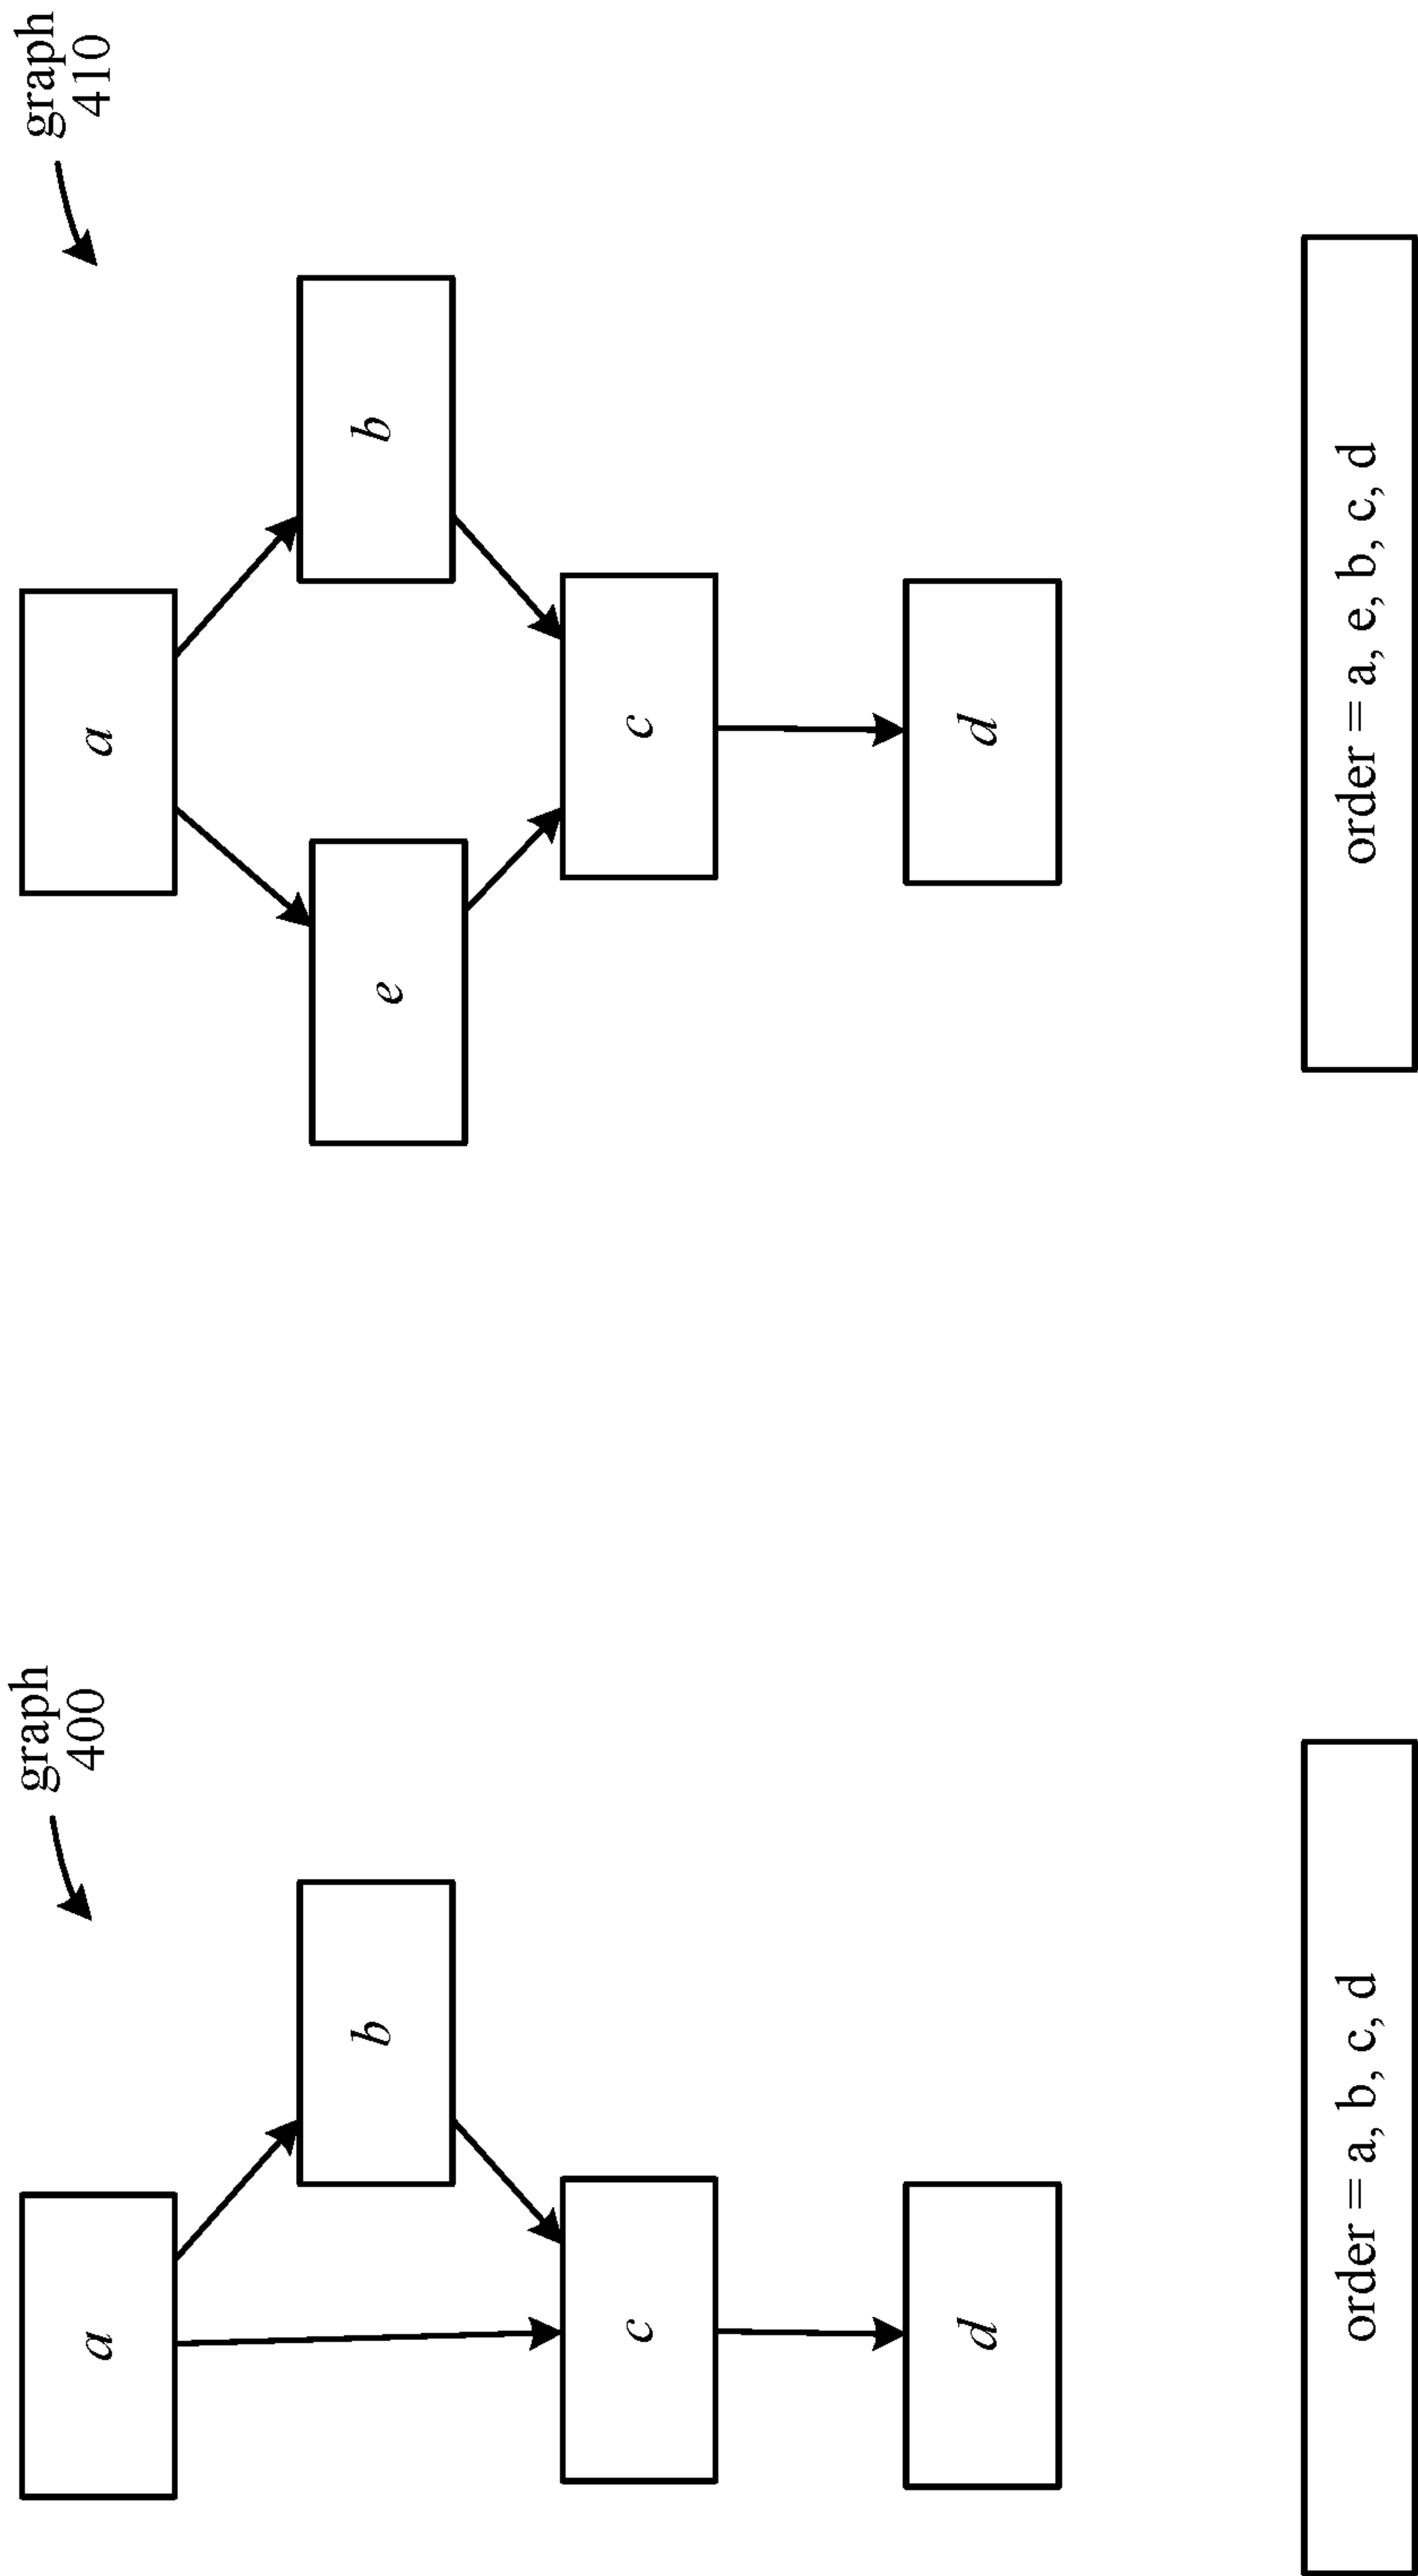 graph
400
a
b
c
d
order = a, b, c, d
graph
410
a
e
b
c
d
order = a, e, b, c, d